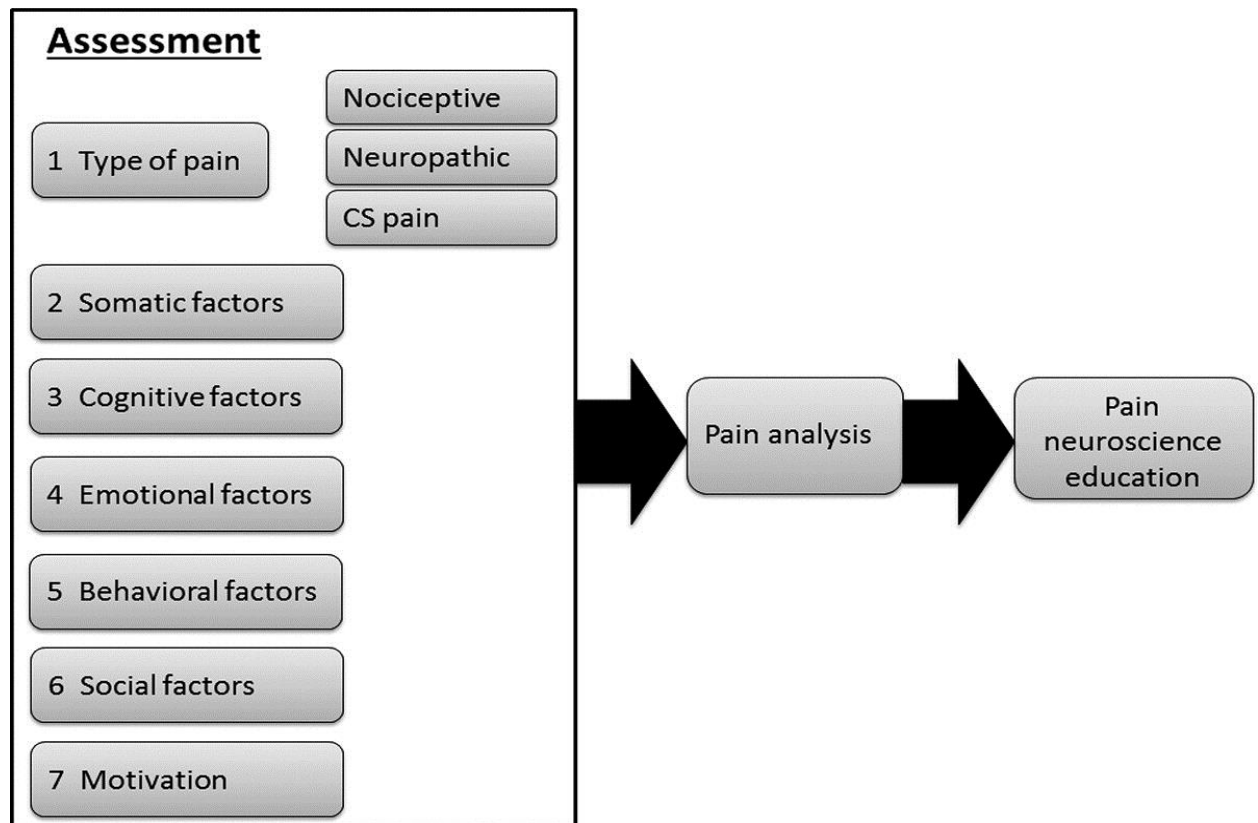 Assessment
1 Type of pain
Nociceptive
Neuropathic
CS pain
2 Somatic factors
3 Cognitive factors
4 Emotional factors
5 Behavioral factors
6 Social factors
7 Motivation
Pain analysis
Pain
neuroscience
education